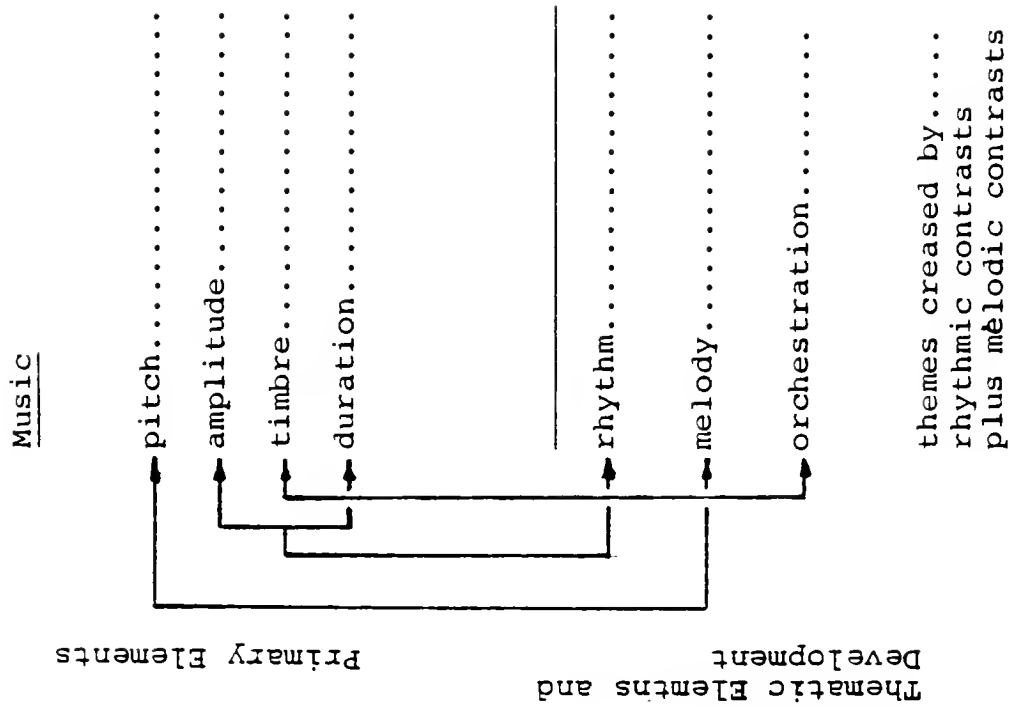 Music
Primary Elements
pitch..................
amplitude..............
timbre.................
duration...............
Thematic Elemtns and
Development
rhythm.................
melody.................
orchestration.........
themes creased by.....
rhythmic contrasts
plus melodic contrasts